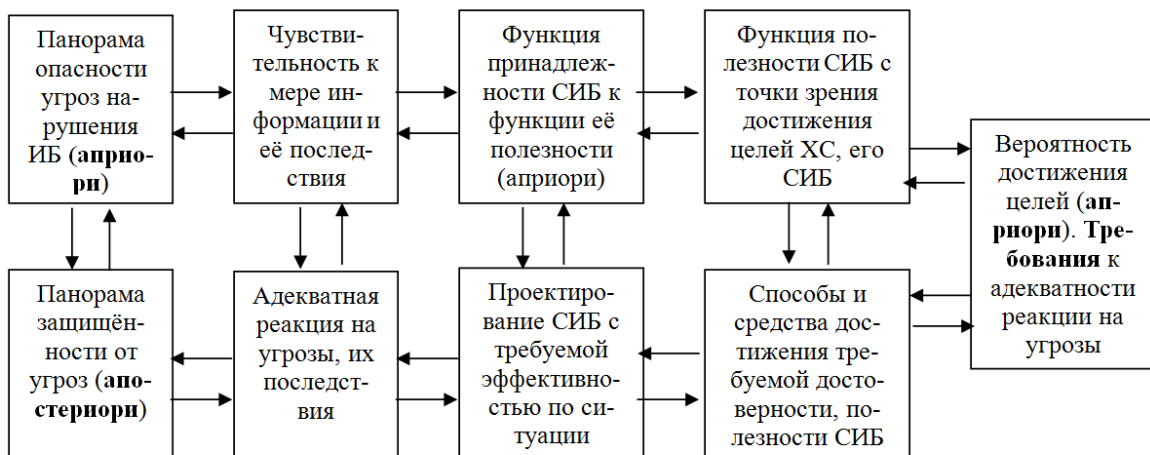 Панорама
опасности
угроз на-
рушения
ИБ (априо-
ри)
Чувстви-
тельность к
мере ин-
формации и
её послед-
ствия
Функция
принадлеж-
ности СИБ к
функции её
полезности
(априори)
Функция по-
лезности СИБ с
точки зрения
достижения
целей ХС, его
СИБ
Вероятность
достижения
целей (ап-
риори). Тре-
бования к
адекватности
реакции на
угрозы
Панорама
защищён-
ности от
угроз (апо-
стериори)
Адекватная
реакция на
угрозы, их
последст-
вия
Проектиро-
вание СИБ с
требуемой
эффективно-
стью по си-
туации
Способы и
средства дос-
тижения тре-
буемой досто-
верности, по-
лезности СИБ